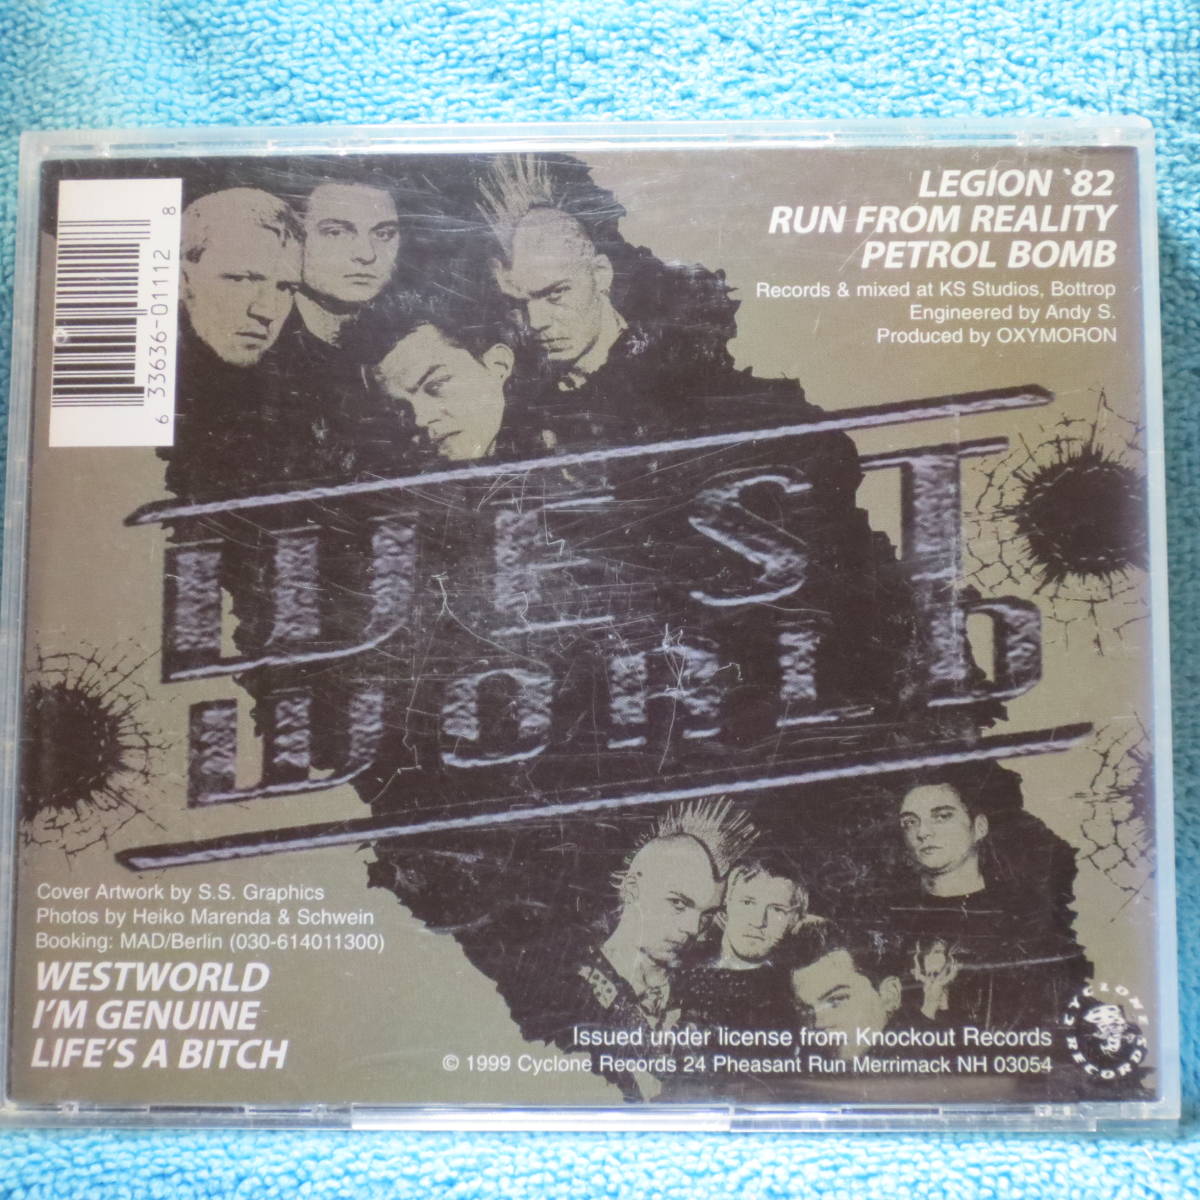 LEGION `82
RUN FROM REALITY
PETROL BOMB
Records & mixed at KS Studios, Bottrop
Engineered by Andy S.
Produced by OXYMORON
6 33636-01112 8
WEST
WORLD
Cover Artwork by S.S. Graphics
Photos by Heiko Marenda & Schwein
Booking: MAD/Berlin (030-614011300)
WESTWORLD
I'M GENUINE
LIFE'S A BITCH
Issued under license from Knockout Records
© 1999 Cyclone Records 24 Pheasant Run Merrimack NH 03054
CYCLONE
RECORDS